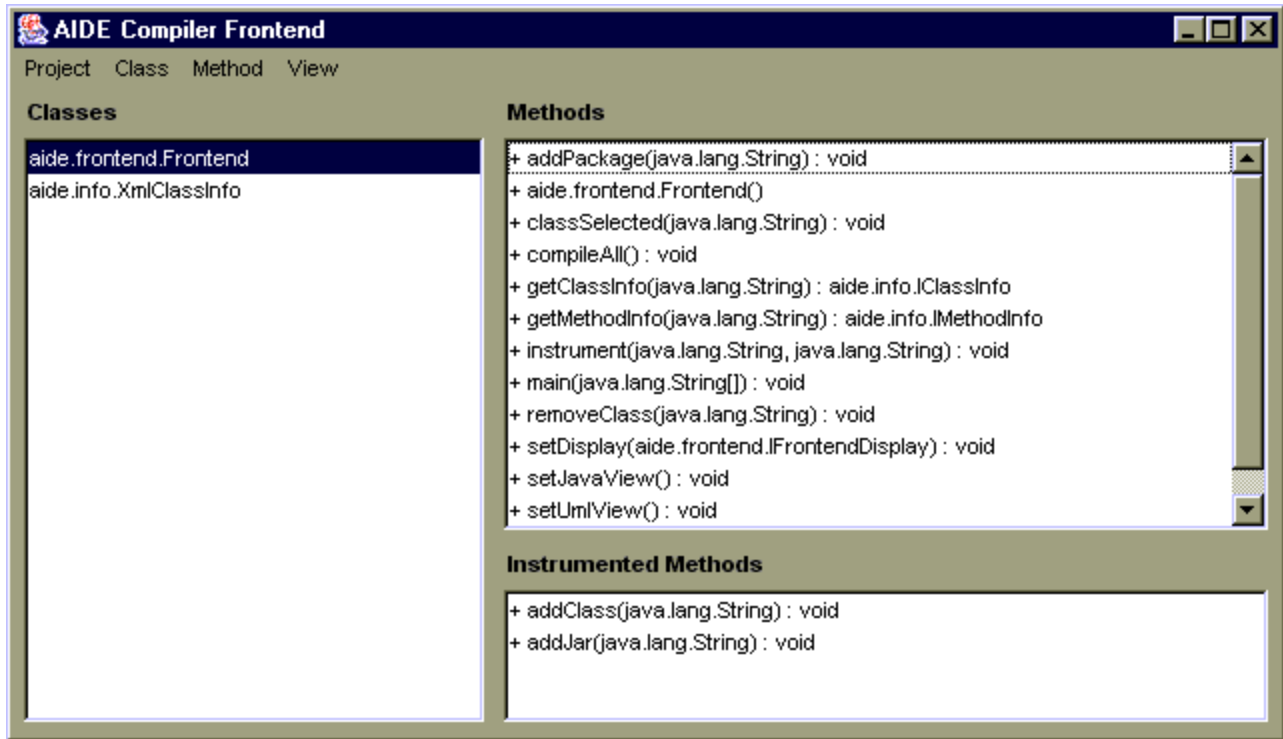 AIDE Compiler Frontend
Project Class Method View
Classes
aide.frontend.Frontend
aide.info.XmlClassInfo
Methods
+ addPackage(java.lang.String) : void
+ aide.frontend.Frontend()
+ classSelected(java.lang.String) : void
+ compileAll() : void
+ getClassInfo(java.lang.String) : aide.info.IClassInfo
+ getMethodInfo(java.lang.String) : aide.info.IMethodInfo
+ instrument(java.lang.String, java.lang.String) : void
+ main(java.lang.String[]) : void
+ removeClass(java.lang.String) : void
+ setDisplay(aide.frontend.IFrontendDisplay) : void
+ setJavaView() : void
+ setUmlView() : void
Instrumented Methods
+ addClass(java.lang.String) : void
+ addJar(java.lang.String) : void